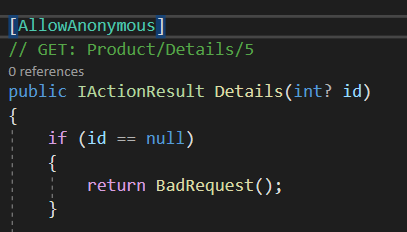 [AllowAnonymous]
// GET: Product/Details/5
0 references
public IActionResult Details(int? id)
{
if (id == null)
{
return BadRequest();
}